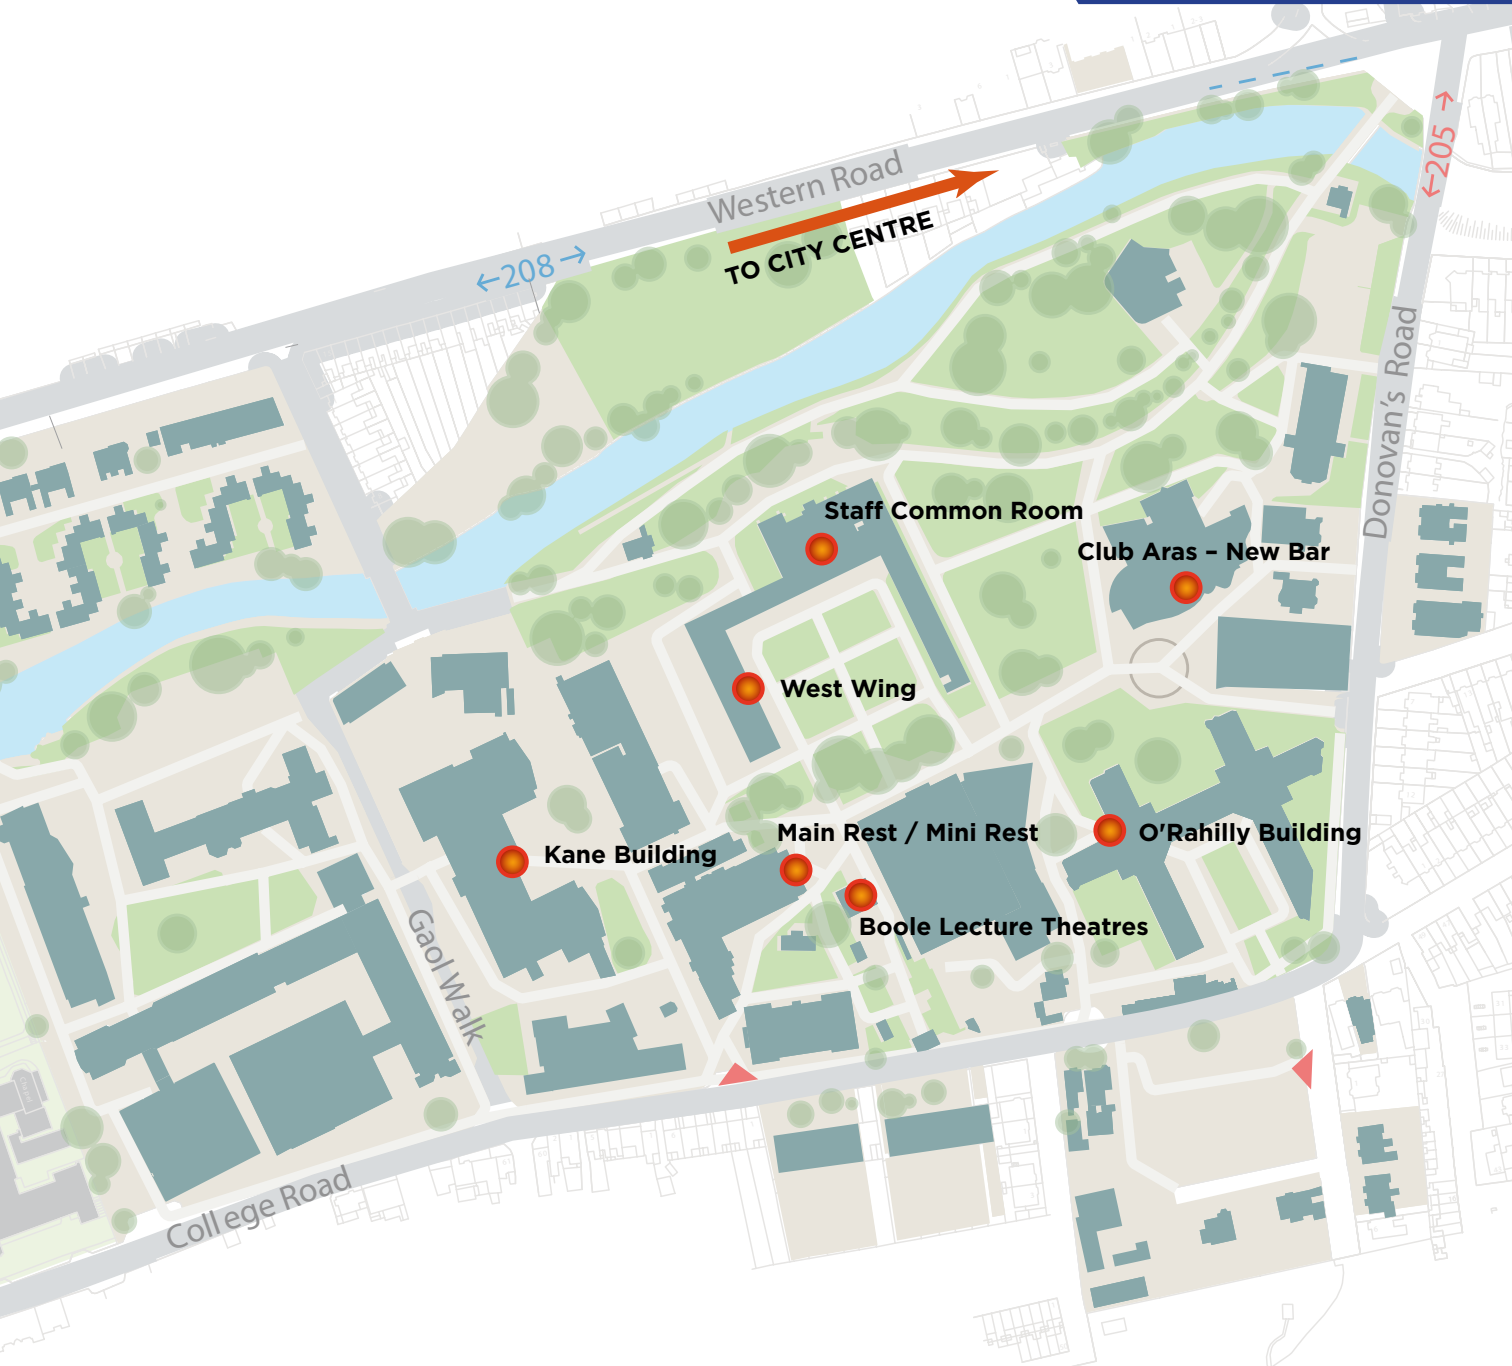 Western Road
←208→
TO CITY CENTRE
←205→
Donovan's Road
Staff Common Room
Club Aras – New Bar
West Wing
Main Rest / Mini Rest
O'Rahilly Building
Kane Building
Boole Lecture Theatres
Gaol Walk
College Road